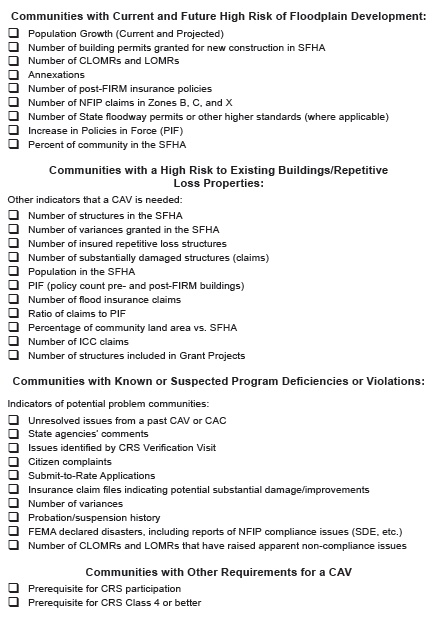 Communities with Current and Future High Risk of Floodplain Development:
❑ Population Growth (Current and Projected)
❑ Number of building permits granted for new construction in SFHA
❑ Number of CLOMRs and LOMRs
❑ Annexations
❑ Number of post-FIRM insurance policies
❑ Number of NFIP claims in Zones B, C, and X
❑ Number of State floodway permits or other higher standards (where applicable)
❑ Increase in Policies in Force (PIF)
❑ Percent of community in the SFHA
Communities with a High Risk to Existing Buildings/Repetitive
Loss Properties:
Other indicators that a CAV is needed:
❑ Number of structures in the SFHA
❑ Number of variances granted in the SFHA
❑ Number of insured repetitive loss structures
❑ Number of substantially damaged structures (claims)
❑ Population in the SFHA
❑ PIF (policy count pre- and post-FIRM buildings)
❑ Number of flood insurance claims
❑ Ratio of claims to PIF
❑ Percentage of community land area vs. SFHA
❑ Number of ICC claims
❑ Number of structures included in Grant Projects
Communities with Known or Suspected Program Deficiencies or Violations:
Indicators of potential problem communities:
❑ Unresolved issues from a past CAV or CAC
❑ State agencies' comments
❑ Issues identified by CRS Verification Visit
❑ Citizen complaints
❑ Submit-to-Rate Applications
❑ Insurance claim files indicating potential substantial damage/improvements
❑ Number of variances
❑ Probation/suspension history
❑ FEMA declared disasters, including reports of NFIP compliance issues (SDE, etc.)
❑ Number of CLOMRs and LOMRs that have raised apparent non-compliance issues
Communities with Other Requirements for a CAV
❑ Prerequisite for CRS participation
❑ Prerequisite for CRS Class 4 or better